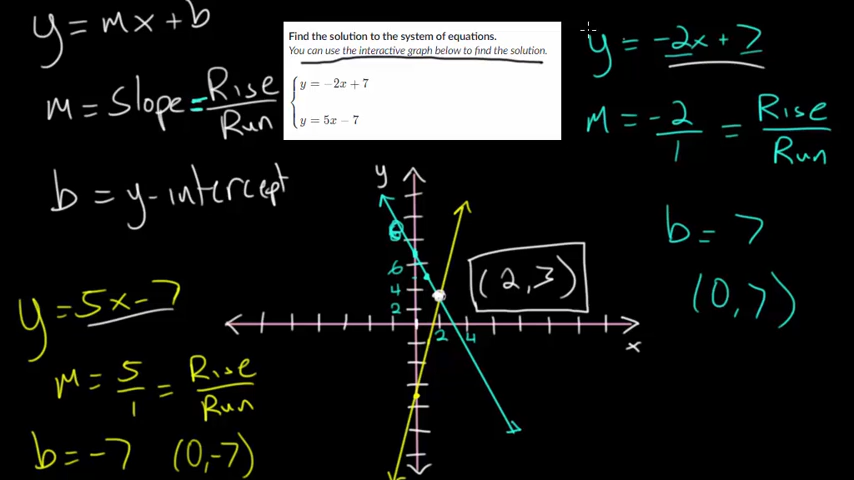 y = mx + b
m = Slope = Rise/Run
b = y-intercept
Find the solution to the system of equations.
You can use the interactive graph below to find the solution.
y = −2x + 7
y = 5x − 7
y = -2x + 7
m = -2/1 = Rise/Run
b = 7
(0,7)
y = 5x-7
m = 5/1 = Rise/Run
b = -7 (0,-7)
y
6
4
2
2 4
x
(2,3)